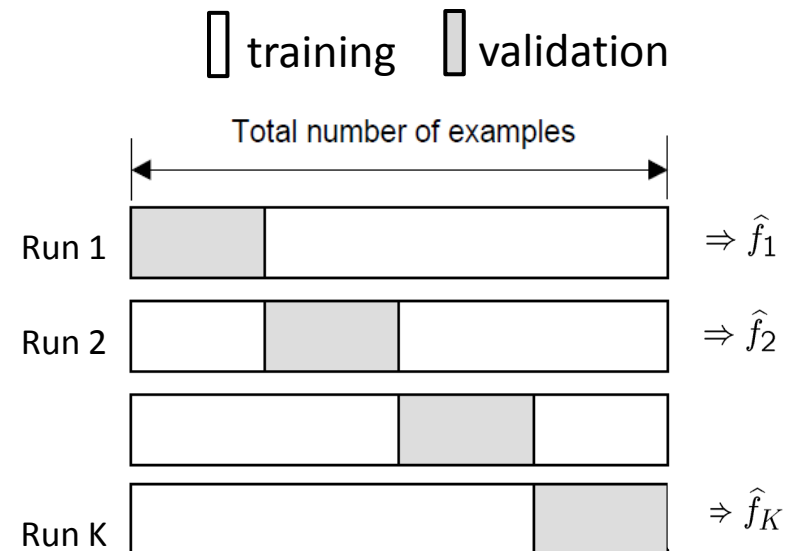 training validation
Total number of examples
Run 1 ⇒ f̂₁
Run 2 ⇒ f̂₂
Run K ⇒ f̂_K